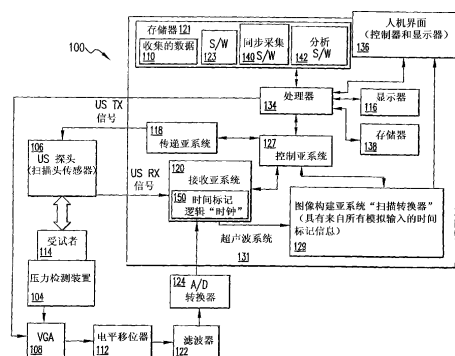 100
存储器 121
收集的数据
110
S/W
123
同步采集
140 S/W
分析
142 S/W
人机界面
(控制器和显示器)
136
处理器
134
显示器
116
存储器
138
US TX
信号
106
US 探头
(扫描头传感器)
118
传递亚系统
127
控制亚系统
US RX
信号
120
接收亚系统
150 时间标记
逻辑“时钟”
图像构建亚系统“扫描转换器”
(具有来自所有模拟输入的时间
标记信息)
129
超声波系统
131
受试者
114
压力检测装置
104
124 A/D
转换器
VGA
108
电平移位器
112
滤波器
122